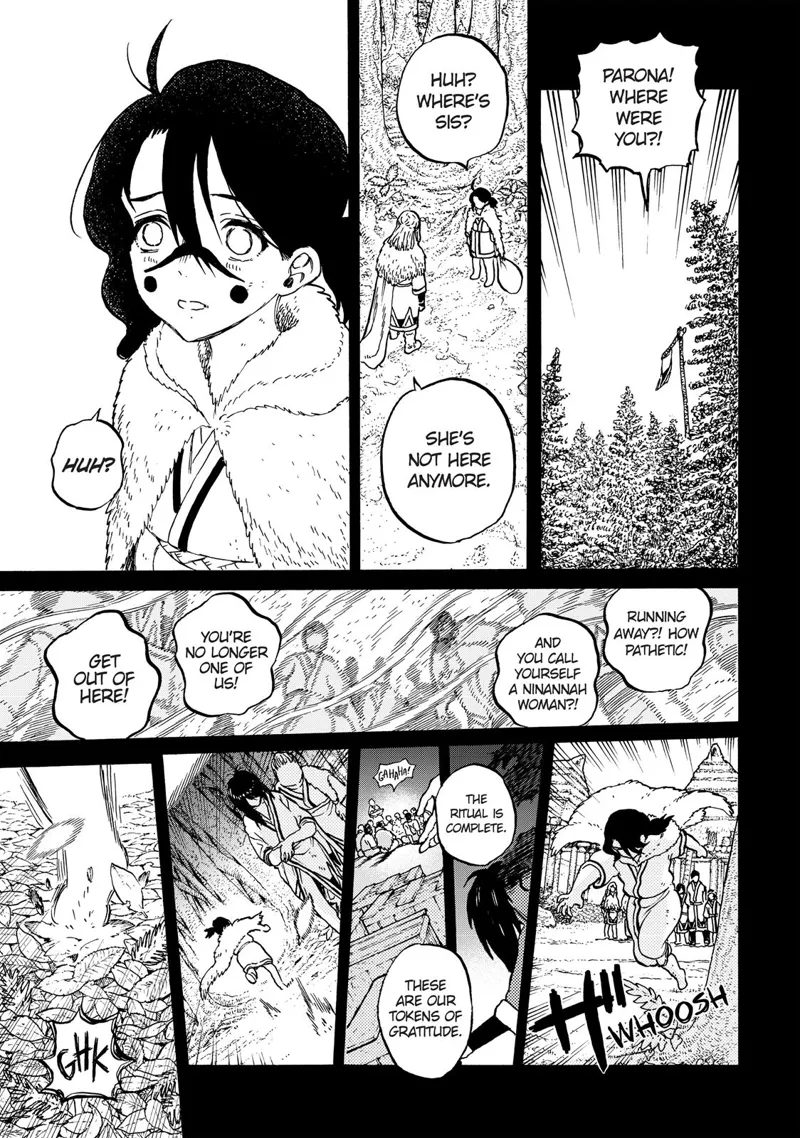 PARONA!
WHERE
WERE
YOU?!
HUH?
WHERE'S
SIS?
SHE'S
NOT HERE
ANYMORE.
HUH?
RUNNING
AWAY?! HOW
PATHETIC!
AND
YOU CALL
YOURSELF
A NINANNAH
WOMAN?!
YOU'RE
NO LONGER
ONE OF
US!
GET
OUT OF
HERE!
WHOOSH
THE
RITUAL IS
COMPLETE.
THESE
ARE OUR
TOKENS OF
GRATITUDE.
GAHAHA!
GHK